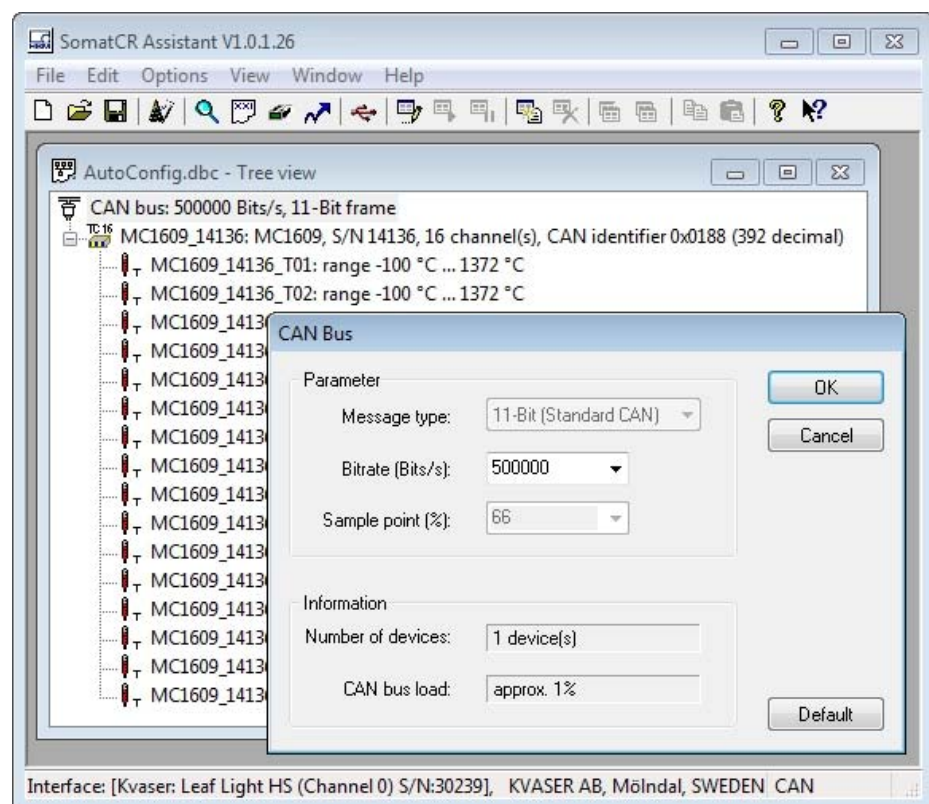 SomatCR Assistant V1.0.1.26
File Edit Options View Window Help
AutoConfig.dbc - Tree view
CAN bus: 500000 Bits/s, 11-Bit frame
TC 16
MC1609_14136: MC1609, S/N 14136, 16 channel(s), CAN identifier 0x0188 (392 decimal)
T MC1609_14136_T01: range -100 °C ... 1372 °C
T MC1609_14136_T02: range -100 °C ... 1372 °C
T MC1609_1413
T MC1609_1413
T MC1609_1413
T MC1609_1413
T MC1609_1413
T MC1609_1413
T MC1609_1413
T MC1609_1413
T MC1609_1413
T MC1609_1413
T MC1609_1413
T MC1609_1413
T MC1609_1413
T MC1609_1413
CAN Bus
Parameter
Message type: 11-Bit (Standard CAN)
Bitrate (Bits/s): 500000
Sample point (%): 66
OK
Cancel
Information
Number of devices: 1 device(s)
CAN bus load: approx. 1%
Default
Interface: [Kvaser: Leaf Light HS (Channel 0) S/N:30239], KVASER AB, Mölndal, SWEDEN CAN